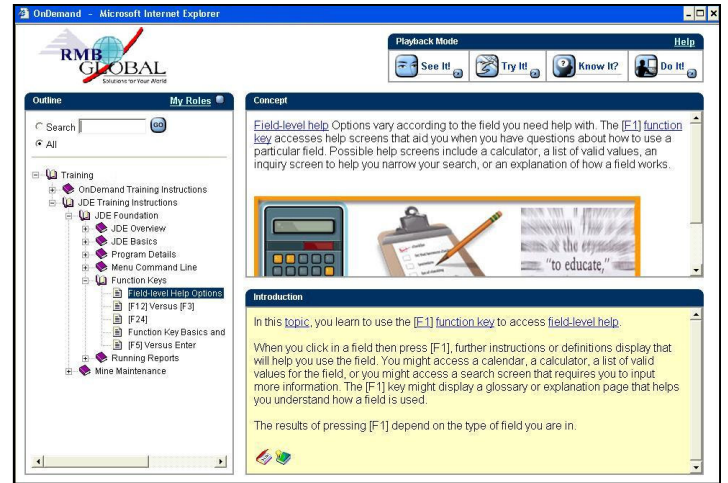 OnDemand - Microsoft Internet Explorer
RMB
GLOBAL
Solutions for Your World
Playback Mode
Help
See It!
Try It!
Know It?
Do It!
Outline
My Roles
Search
GO
All
Training
OnDemand Training Instructions
JDE Training Instructions
JDE Foundation
JDE Overview
JDE Basics
Program Details
Menu Command Line
Function Keys
Field-level Help Options
[F12] Versus [F3]
[F24]
Function Key Basics and
[F5] Versus Enter
Running Reports
Mine Maintenance
Concept
Field-level help Options vary according to the field you need help with. The [F1] function
key accesses help screens that aid you when you have questions about how to use a
particular field. Possible help screens include a calculator, a list of valid values, an
inquiry screen to help you narrow your search, or an explanation of how a field works.
"to educate,"
Introduction
In this topic, you learn to use the [F1] function key to access field-level help.
When you click in a field then press [F1], further instructions or definitions display that
will help you use the field. You might access a calendar, a calculator, a list of valid
values for the field, or you might access a search screen that requires you to input
more information. The [F1] key might display a glossary or explanation page that helps
you understand how a field is used.
The results of pressing [F1] depend on the type of field you are in.